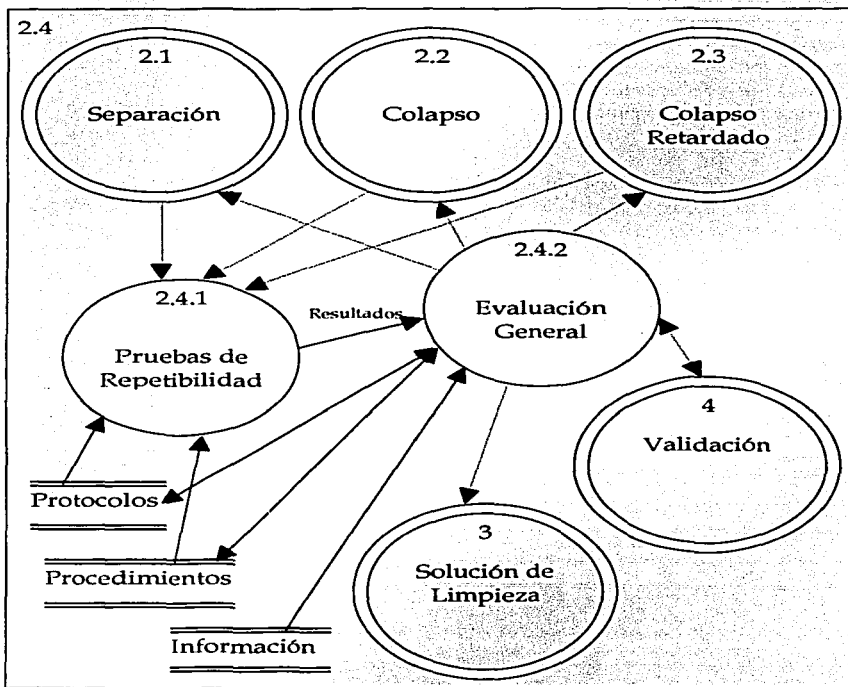 2.4
2.1
Separación
2.2
Colapso
2.3
Colapso
Retardado
2.4.1
Pruebas de
Repetibilidad
Resultados
2.4.2
Evaluación
General
4
Validación
Protocolos
Procedimientos
Información
3
Solución de
Limpieza